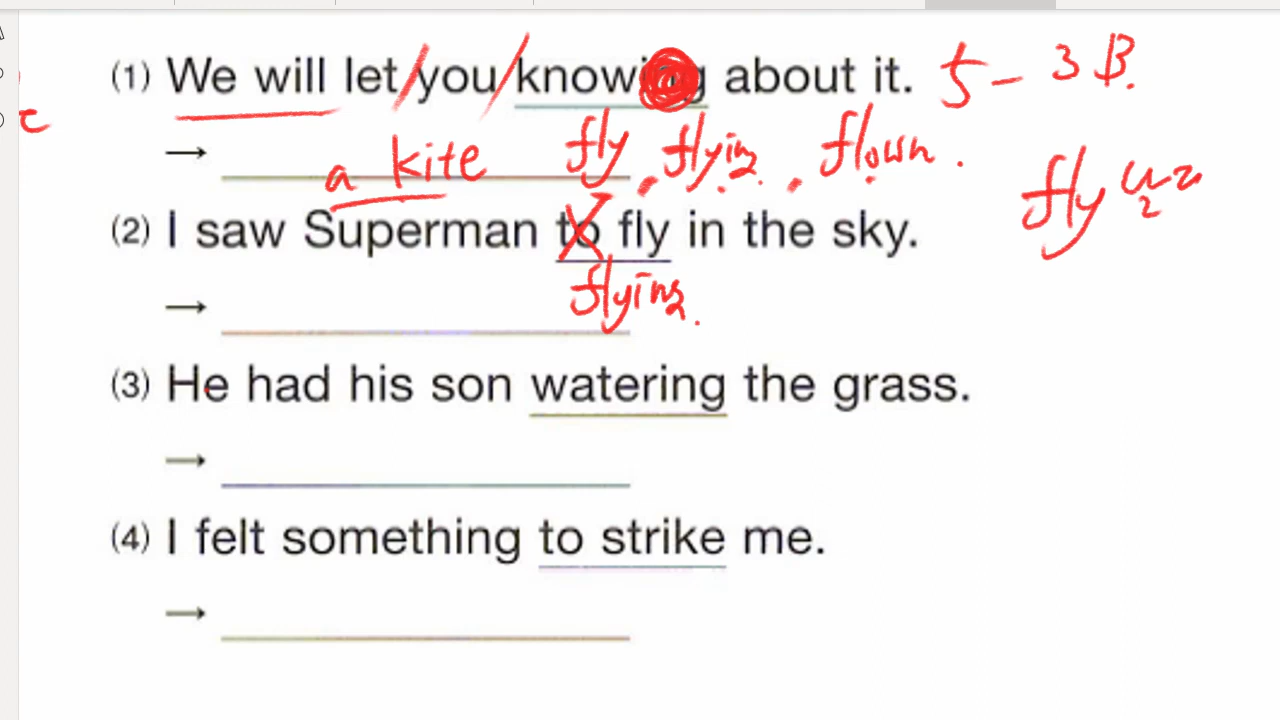 (1) We will let/you/knowing about it. 5-3 B.
→ a kite fly, flying, flown.
fly
(2) I saw Superman to fly in the sky.
flying.
→
(3) He had his son watering the grass.
→
(4) I felt something to strike me.
→